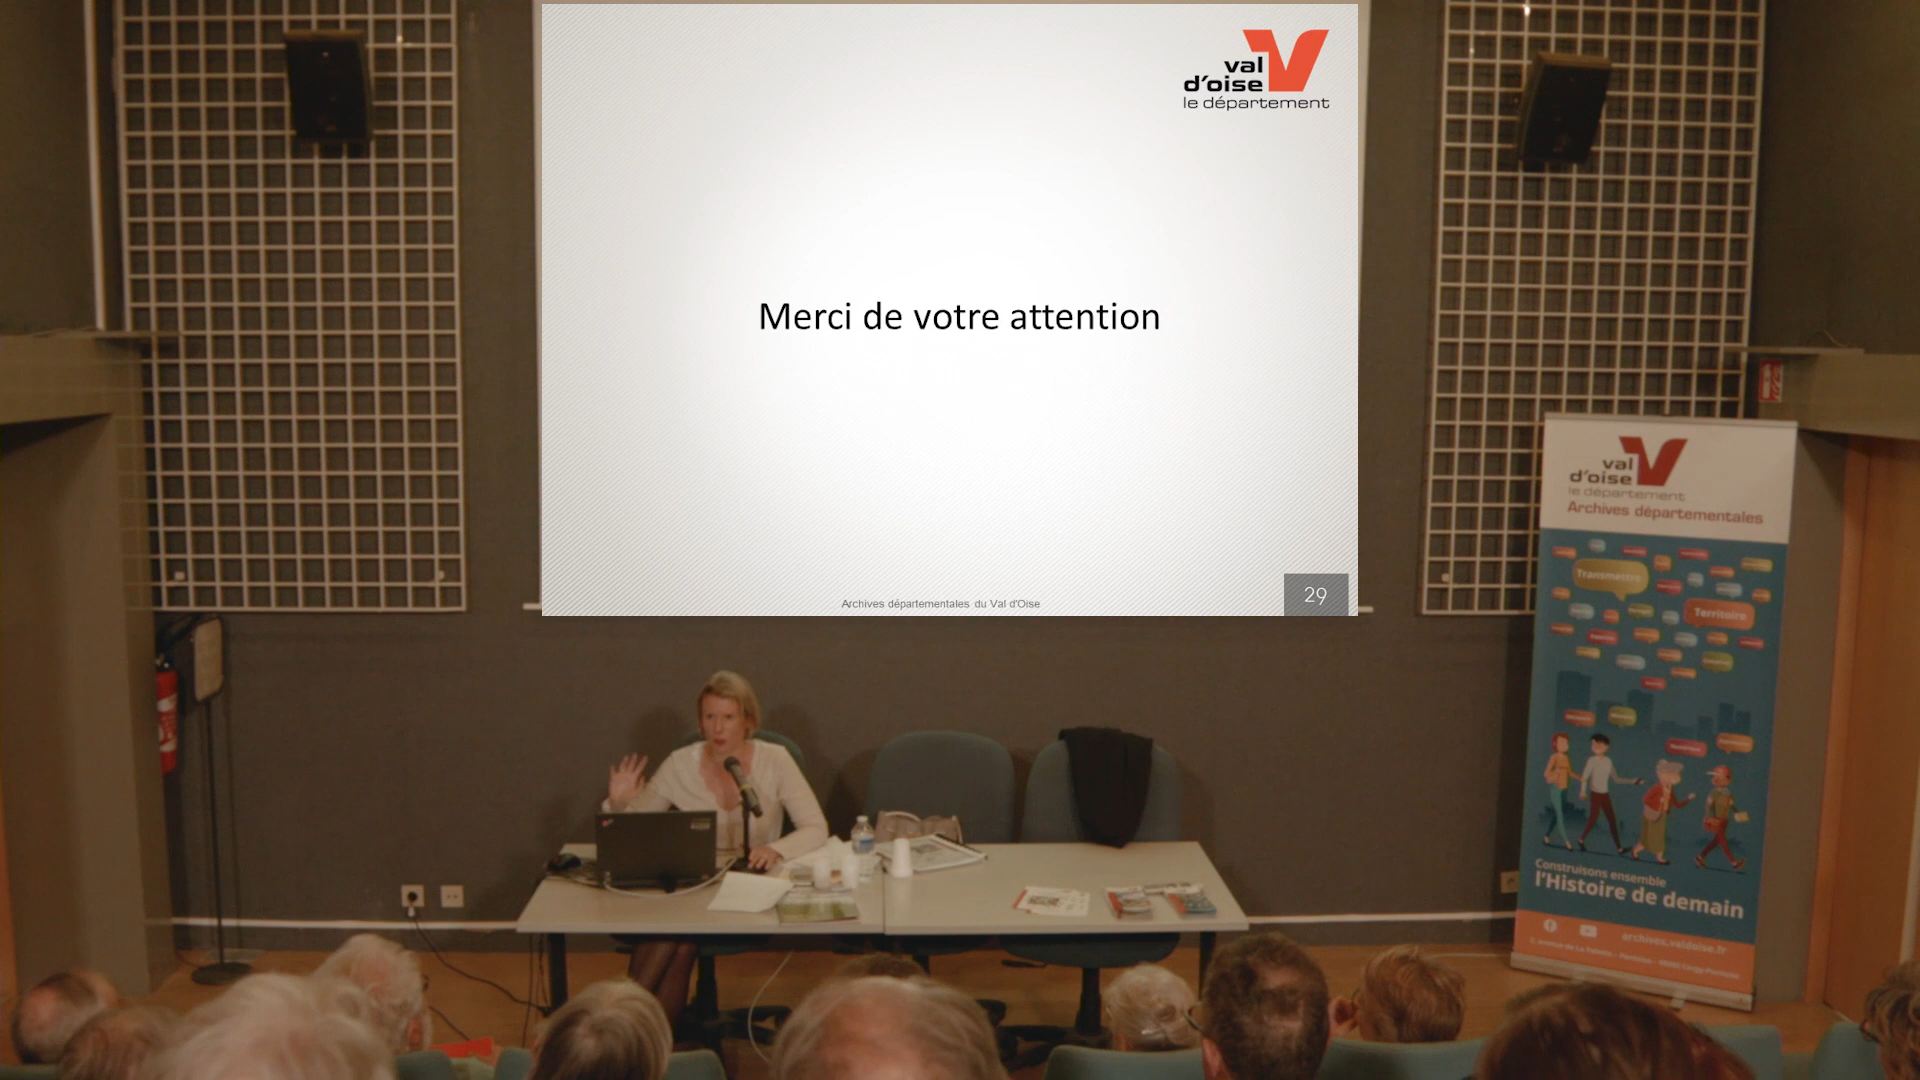 val
d'oise
le département
Merci de votre attention
Archives départementales du Val d'Oise
29
val
d'oise
le département
Archives départementales
Transmettre
Territoire
Construisons ensemble
l'Histoire de demain
archives.valdoise.fr